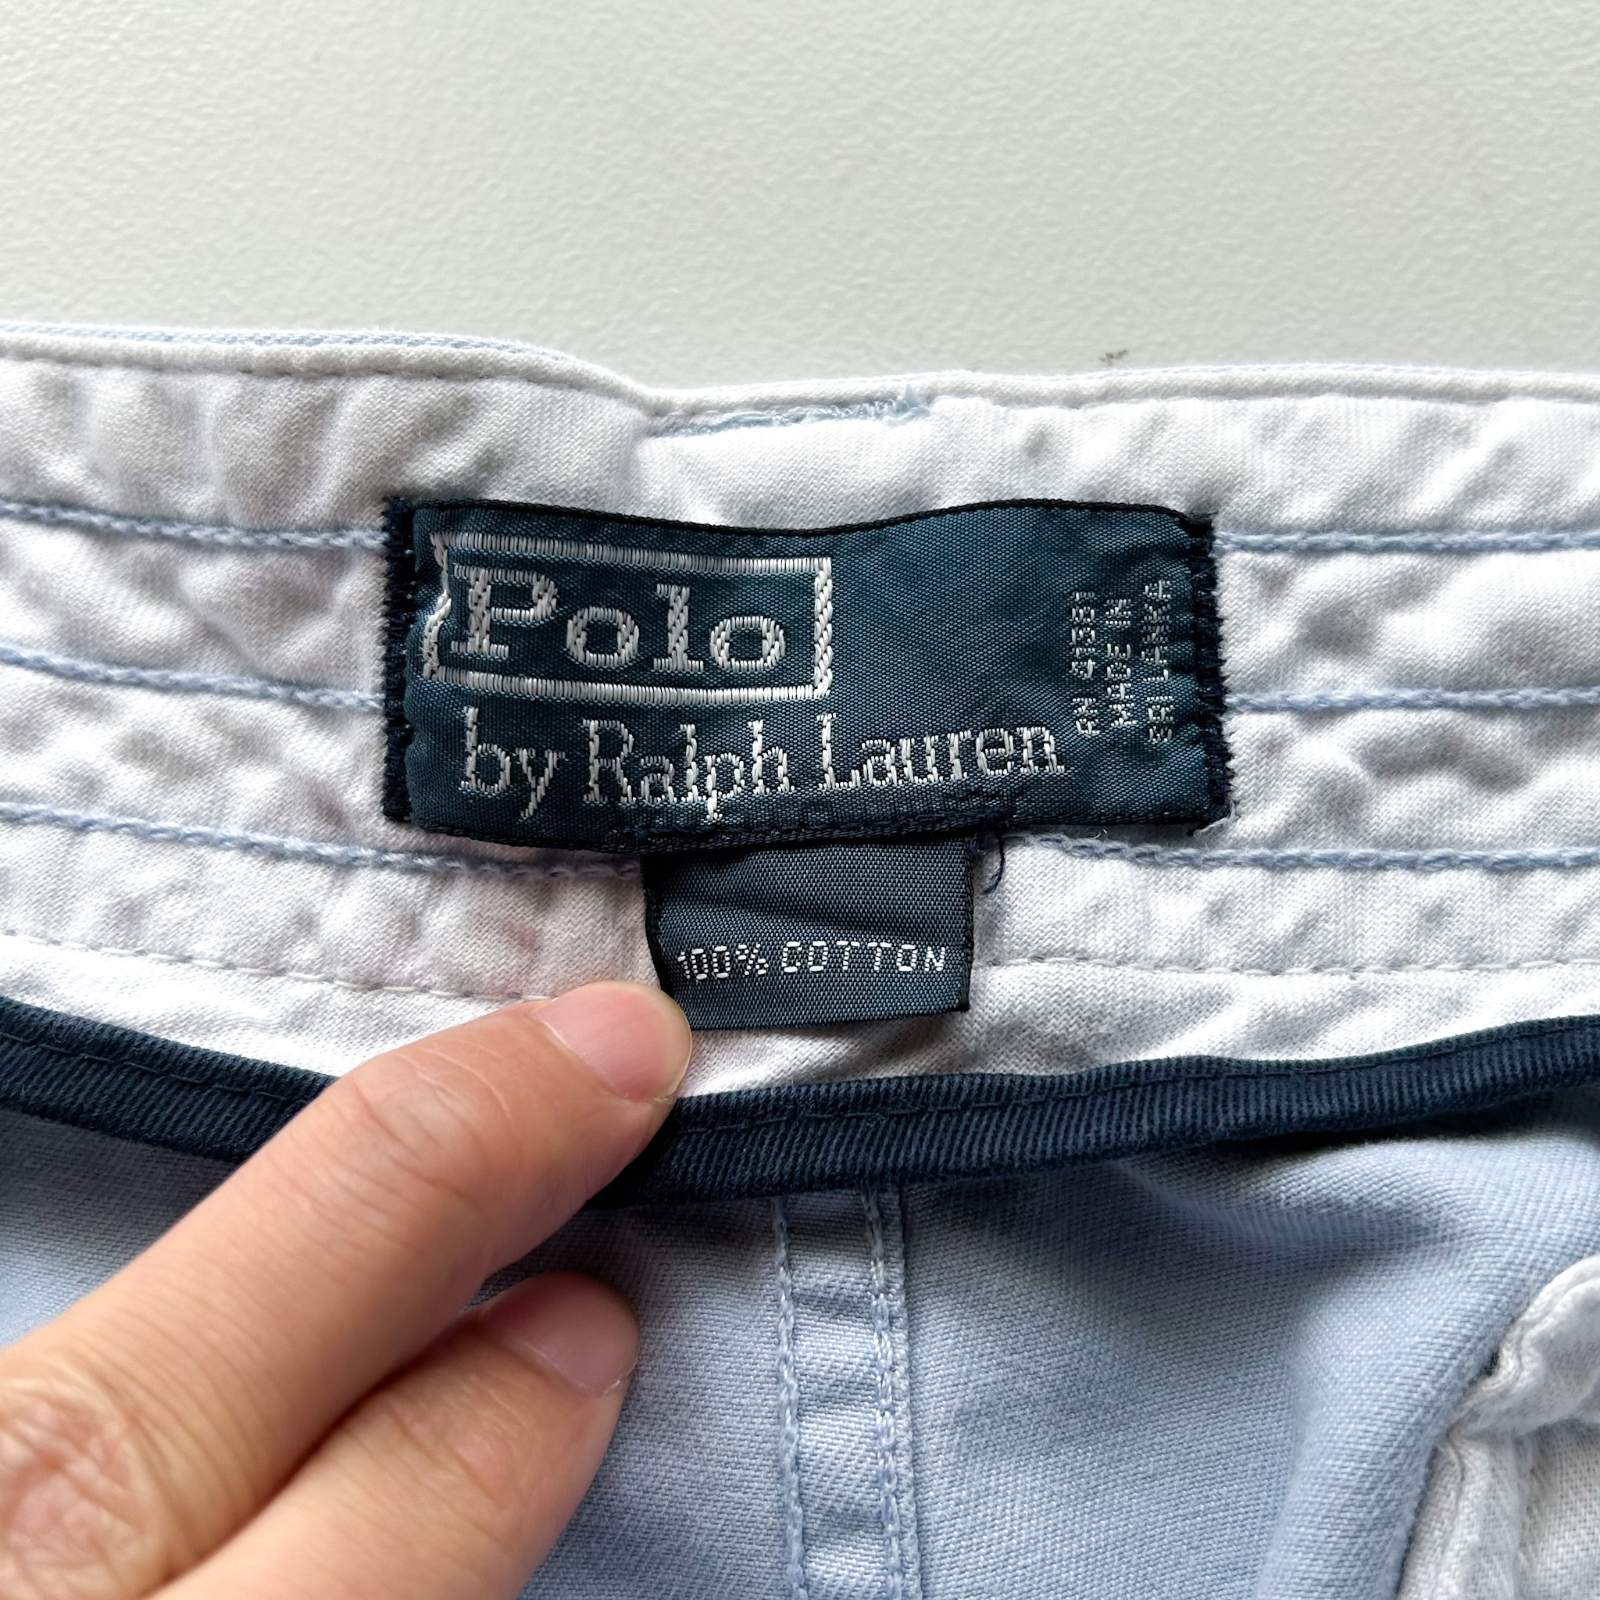 Polo
by Ralph Lauren
RN 41381
MADE IN
SRI LANKA
100% COTTON